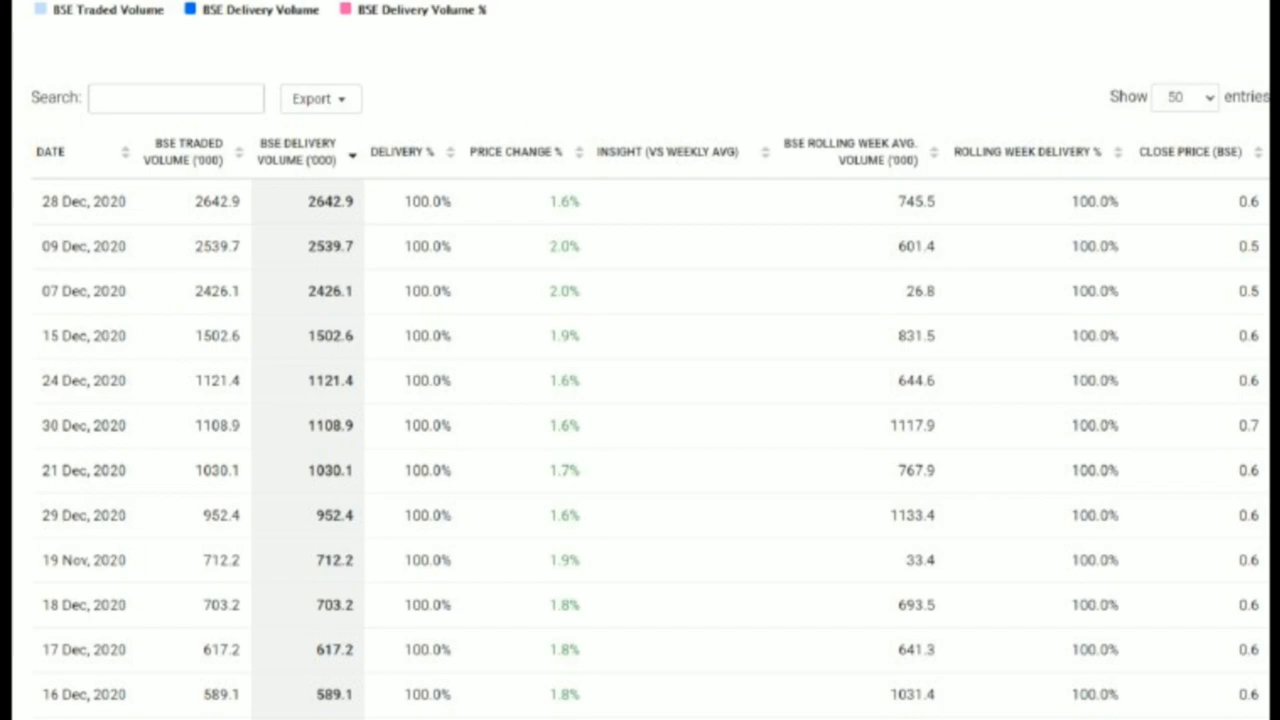 BSE Traded Volume BSE Delivery Volume BSE Delivery Volume %
Search: Export Show 50 entries
DATE BSE TRADED VOLUME ('000) BSE DELIVERY VOLUME ('000) DELIVERY % PRICE CHANGE % INSIGHT (VS WEEKLY AVG) BSE ROLLING WEEK AVG. VOLUME ('000) ROLLING WEEK DELIVERY % CLOSE PRICE (BSE)
28 Dec, 2020 2642.9 2642.9 100.0% 1.6% 745.5 100.0% 0.6
09 Dec, 2020 2539.7 2539.7 100.0% 2.0% 601.4 100.0% 0.5
07 Dec, 2020 2426.1 2426.1 100.0% 2.0% 26.8 100.0% 0.5
15 Dec, 2020 1502.6 1502.6 100.0% 1.9% 831.5 100.0% 0.6
24 Dec, 2020 1121.4 1121.4 100.0% 1.6% 644.6 100.0% 0.6
30 Dec, 2020 1108.9 1108.9 100.0% 1.6% 1117.9 100.0% 0.7
21 Dec, 2020 1030.1 1030.1 100.0% 1.7% 767.9 100.0% 0.6
29 Dec, 2020 952.4 952.4 100.0% 1.6% 1133.4 100.0% 0.6
19 Nov, 2020 712.2 712.2 100.0% 1.9% 33.4 100.0% 0.6
18 Dec, 2020 703.2 703.2 100.0% 1.8% 693.5 100.0% 0.6
17 Dec, 2020 617.2 617.2 100.0% 1.8% 641.3 100.0% 0.6
16 Dec, 2020 589.1 589.1 100.0% 1.8% 1031.4 100.0% 0.6